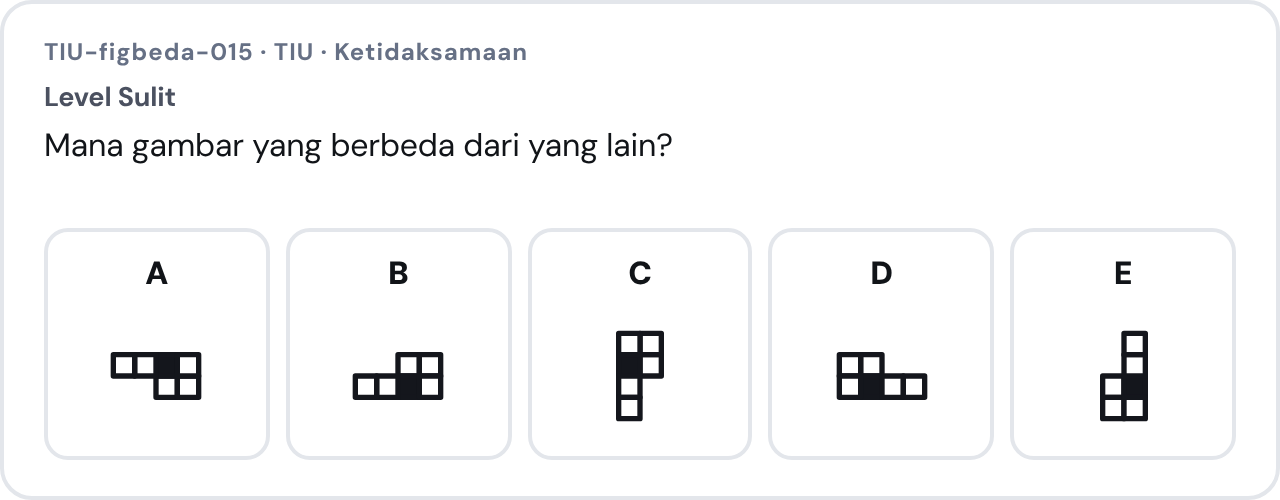 TIU-figbeda-015 · TIU · Ketidaksamaan
Level Sulit
Mana gambar yang berbeda dari yang lain?
A B C D E